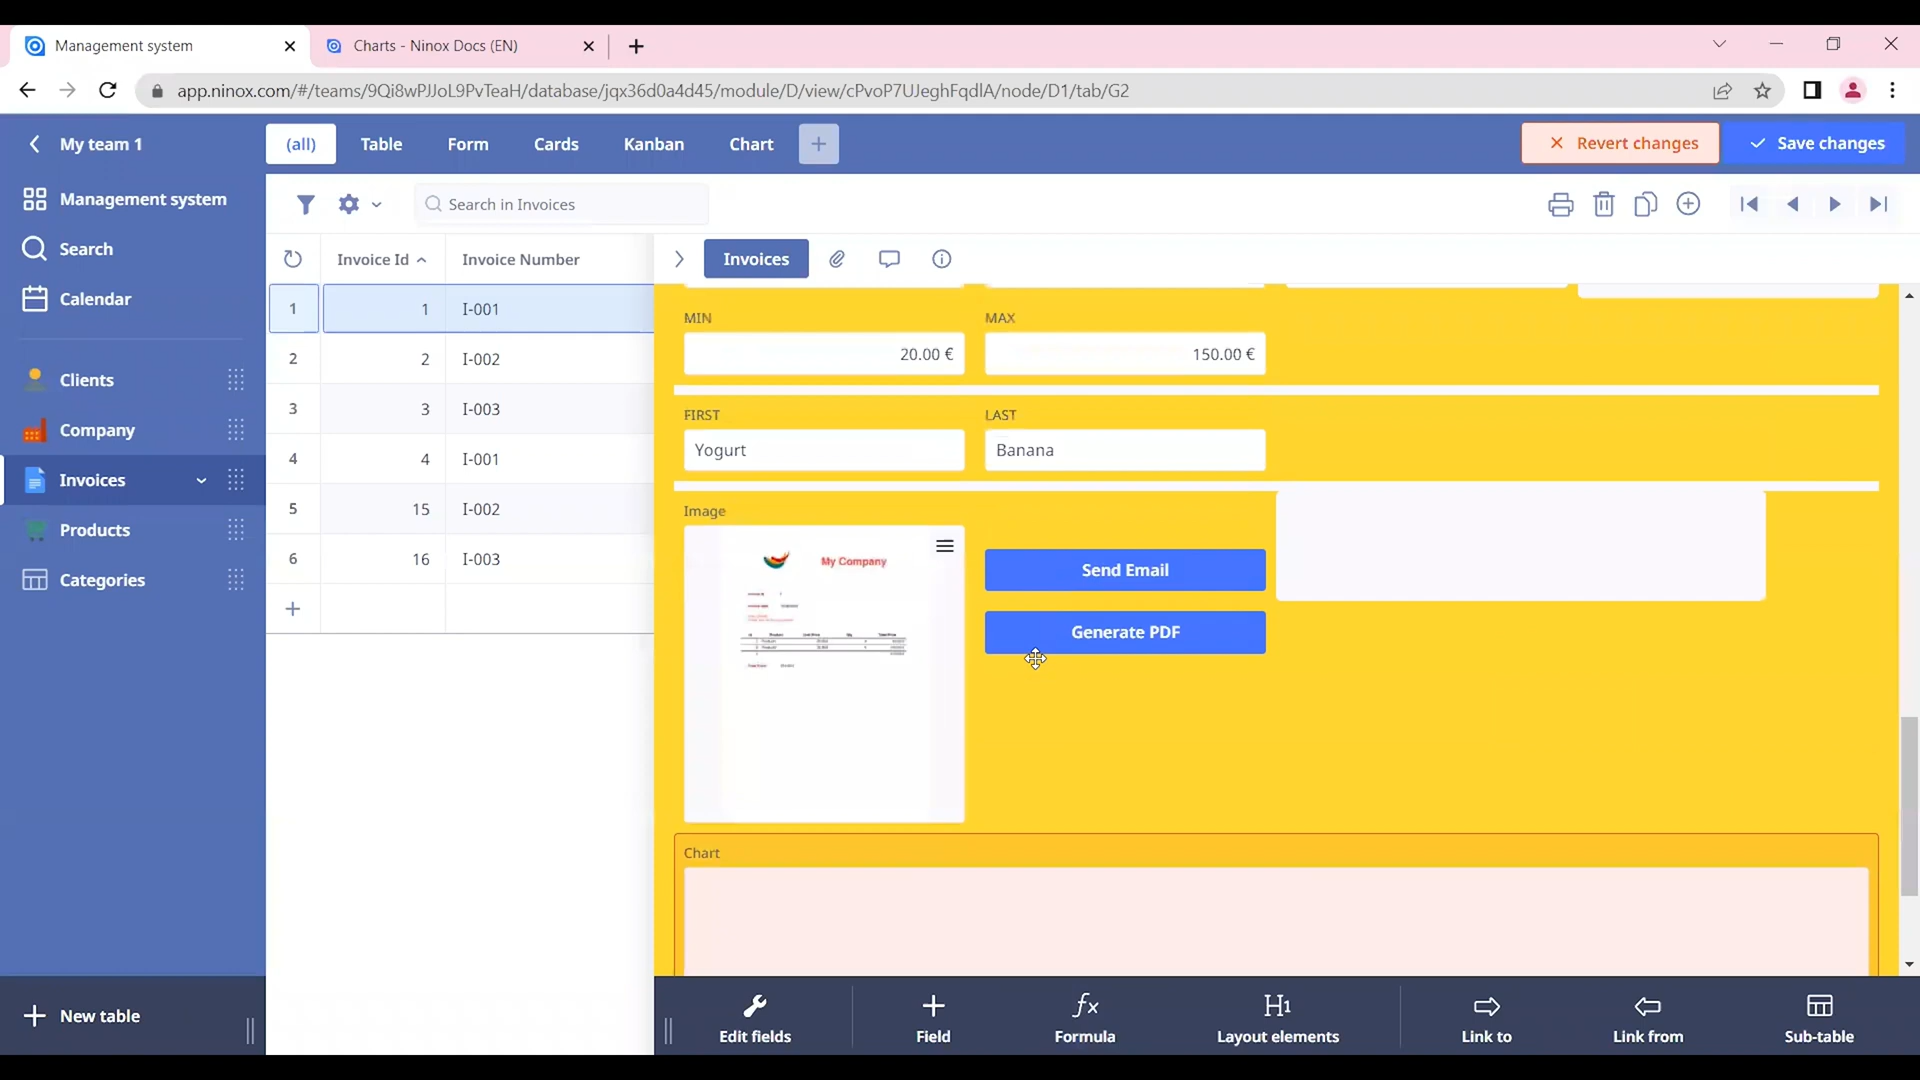 Management system
Charts - Ninox Docs (EN)
app.ninox.com/#/teams/9Qi8wPJJoL9PvTeaH/database/jqx36d0a4d45/module/D/view/cPvoP7UJeghFqdlA/node/D1/tab/G2
My team 1
(all)
Table
Form
Cards
Kanban
Chart
Revert changes
Save changes
Management system
Search
Calendar
Clients
Company
Invoices
Products
Categories
New table
Search in Invoices
Invoice Id
Invoice Number
1 1 I-001
2 2 I-002
3 3 I-003
4 4 I-001
5 15 I-002
6 16 I-003
Invoices
MIN
MAX
20.00 €
150.00 €
FIRST
LAST
Yogurt
Banana
Image
My Company
Send Email
Generate PDF
Chart
Edit fields
Field
fx
Formula
H1
Layout elements
Link to
Link from
Sub-table